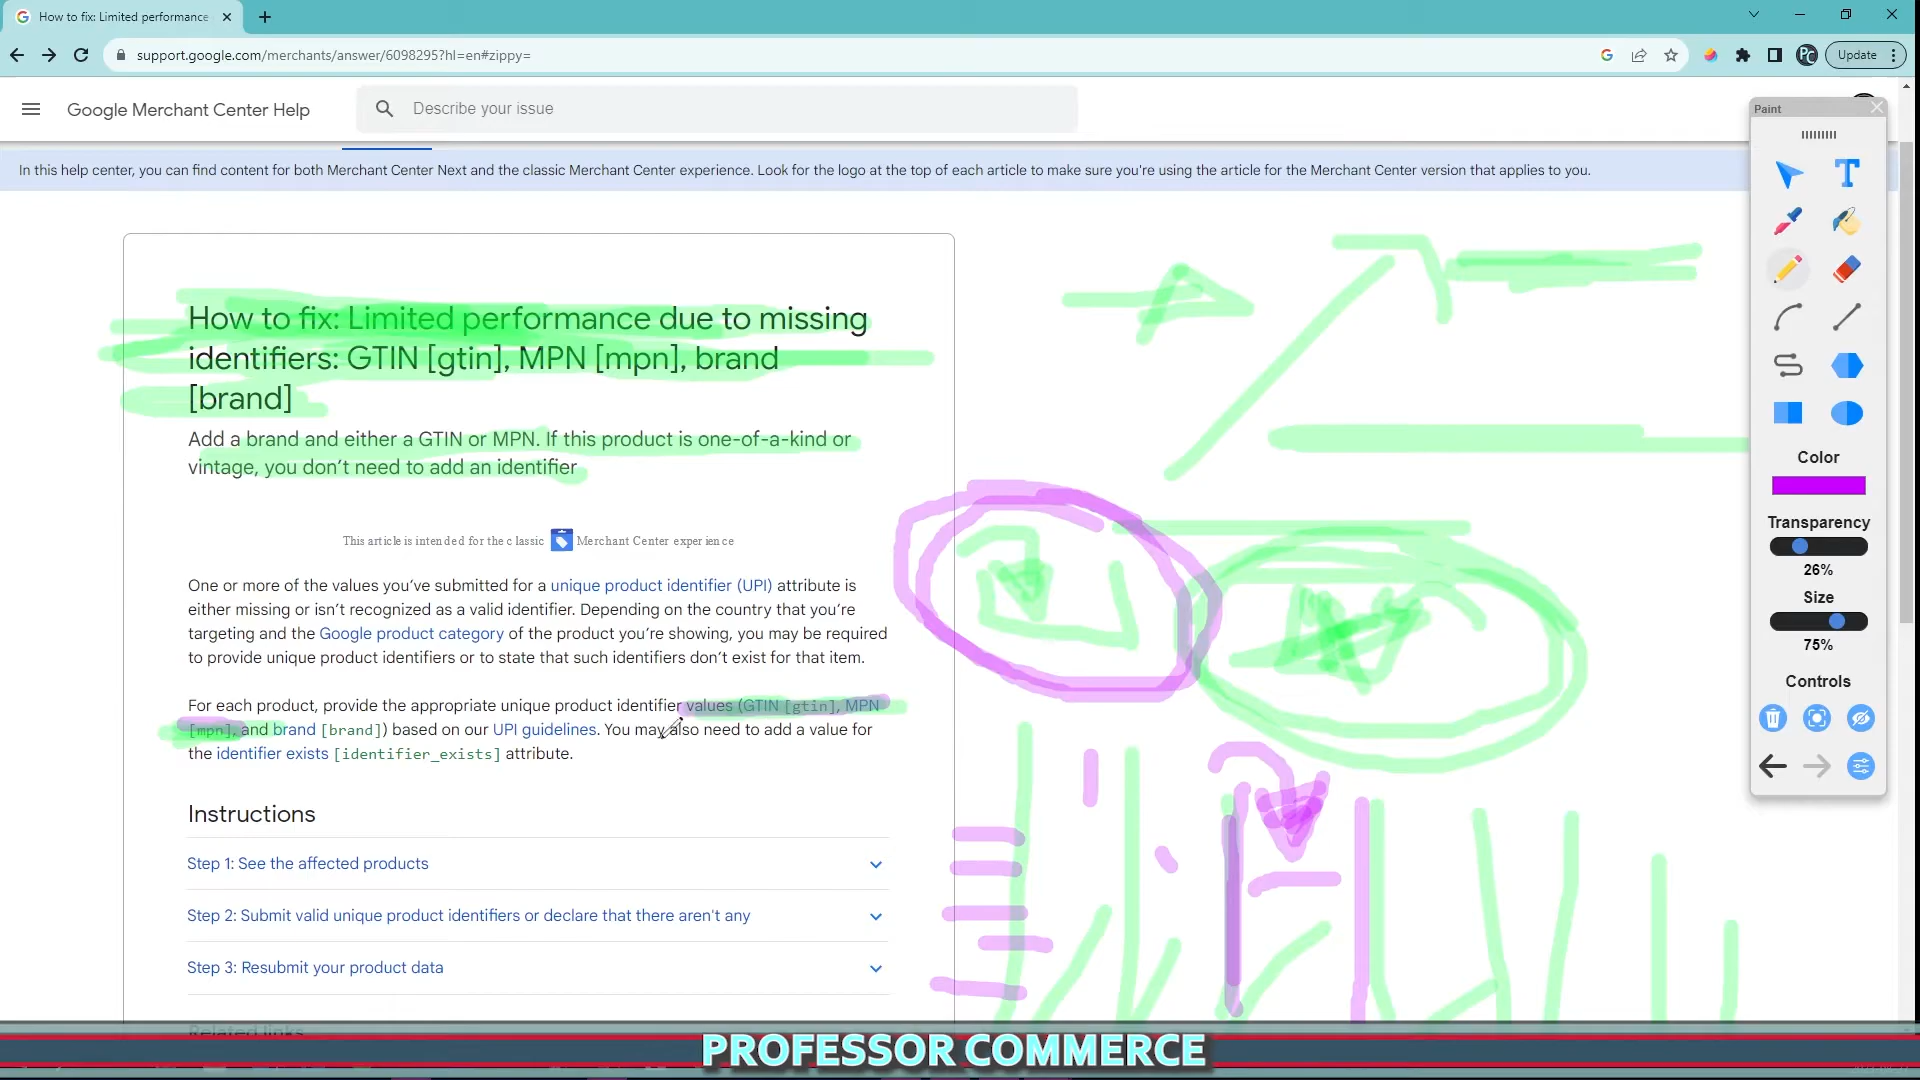 How to fix: Limited performance
support.google.com/merchants/answer/6098295?hl=en#zippy=
Update
Google Merchant Center Help
Describe your issue
In this help center, you can find content for both Merchant Center Next and the classic Merchant Center experience. Look for the logo at the top of each article to make sure you're using the article for the Merchant Center version that applies to you.
How to fix: Limited performance due to missing
identifiers: GTIN [gtin], MPN [mpn], brand
[brand]
Add a brand and either a GTIN or MPN. If this product is one-of-a-kind or
vintage, you don't need to add an identifier
This article is intended for the classic Merchant Center experience
One or more of the values you've submitted for a unique product identifier (UPI) attribute is
either missing or isn't recognized as a valid identifier. Depending on the country that you're
targeting and the Google product category of the product you're showing, you may be required
to provide unique product identifiers or to state that such identifiers don't exist for that item.
For each product, provide the appropriate unique product identifier values (GTIN [gtin], MPN
[mpn], and brand [brand]) based on our UPI guidelines. You may also need to add a value for
the identifier exists [identifier_exists] attribute.
Instructions
Step 1: See the affected products
Step 2: Submit valid unique product identifiers or declare that there aren't any
Step 3: Resubmit your product data
Related links
Paint
Color
Transparency
26%
Size
75%
Controls
PROFESSOR COMMERCE